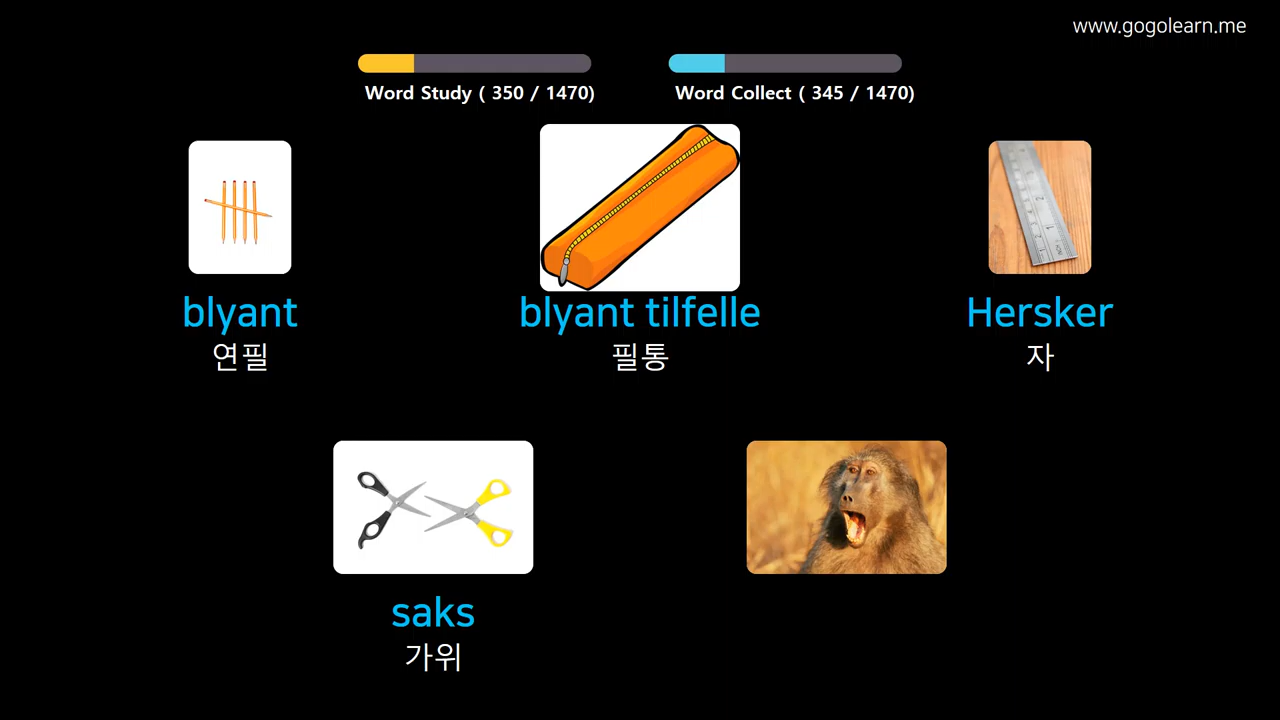 www.gogolearn.me
Word Study ( 350 / 1470)
Word Collect ( 345 / 1470)
blyant
연필
blyant tilfelle
필통
Hersker
자
saks
가위